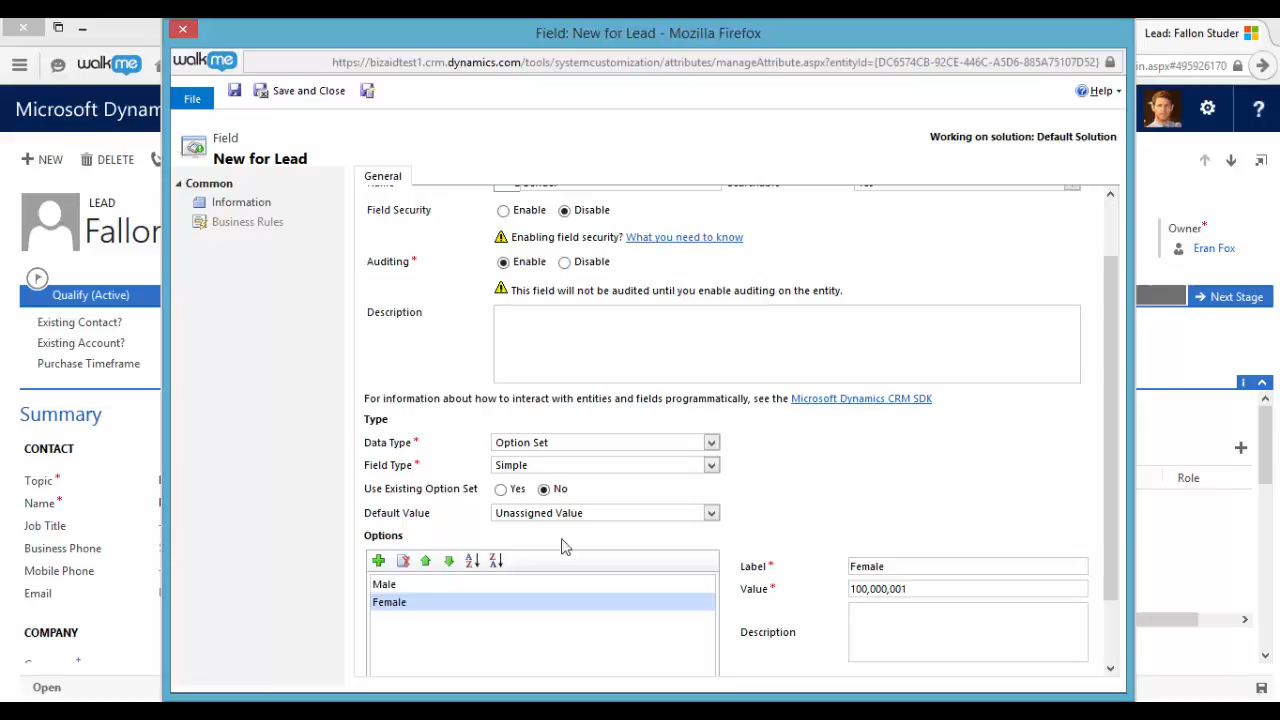 Field: New for Lead - Mozilla Firefox
Lead: Fallon Studer
walkme
walkme
https://bizaidtest1.crm.dynamics.com/tools/systemcustomization/attributes/manageAttribute.aspx?entityId={DC6574CB-92CE-446C-A5D6-885A75107D52}
in.aspx#495926170
File
Save and Close
Help
Microsoft Dynam
?
Field
New for Lead
Working on solution: Default Solution
NEW
DELETE
Common
Information
Business Rules
General
LEAD
Fallon
Owner*
Eran Fox
Qualify (Active)
Next Stage
Existing Contact?
Existing Account?
Purchase Timeframe
Summary
CONTACT
Topic *
Name *
Job Title
Business Phone
Mobile Phone
Email
COMPANY
Open
Role
Field Security
Enable
Disable
Enabling field security? What you need to know
Auditing *
Enable
Disable
This field will not be audited until you enable auditing on the entity.
Description
For information about how to interact with entities and fields programmatically, see the Microsoft Dynamics CRM SDK
Type
Data Type *
Option Set
Field Type *
Simple
Use Existing Option Set
Yes
No
Default Value
Unassigned Value
Options
Male
Female
Label *
Female
Value *
100,000,001
Description